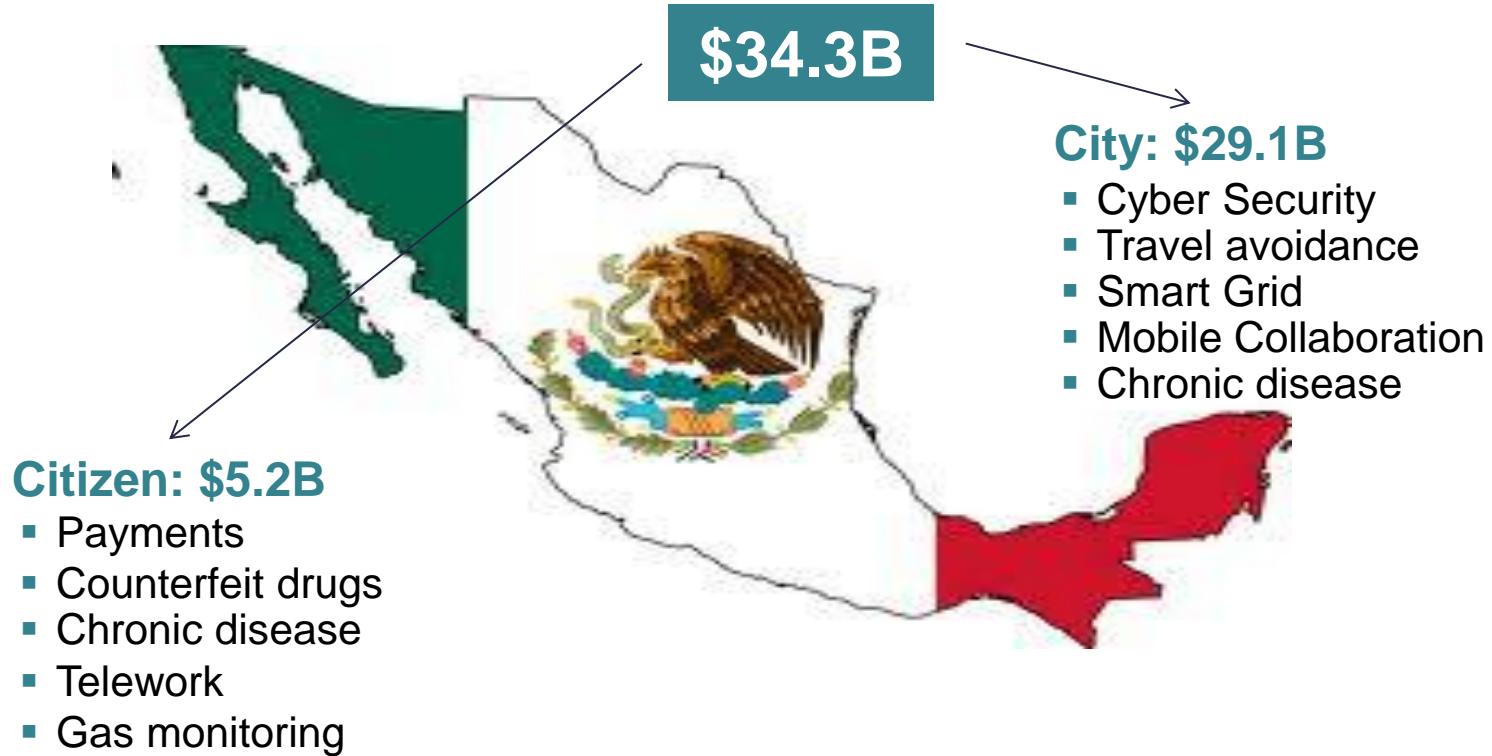 $34.3B
City: $29.1B
▪ Cyber Security
▪ Travel avoidance
▪ Smart Grid
▪ Mobile Collaboration
▪ Chronic disease
Citizen: $5.2B
▪ Payments
▪ Counterfeit drugs
▪ Chronic disease
▪ Telework
▪ Gas monitoring